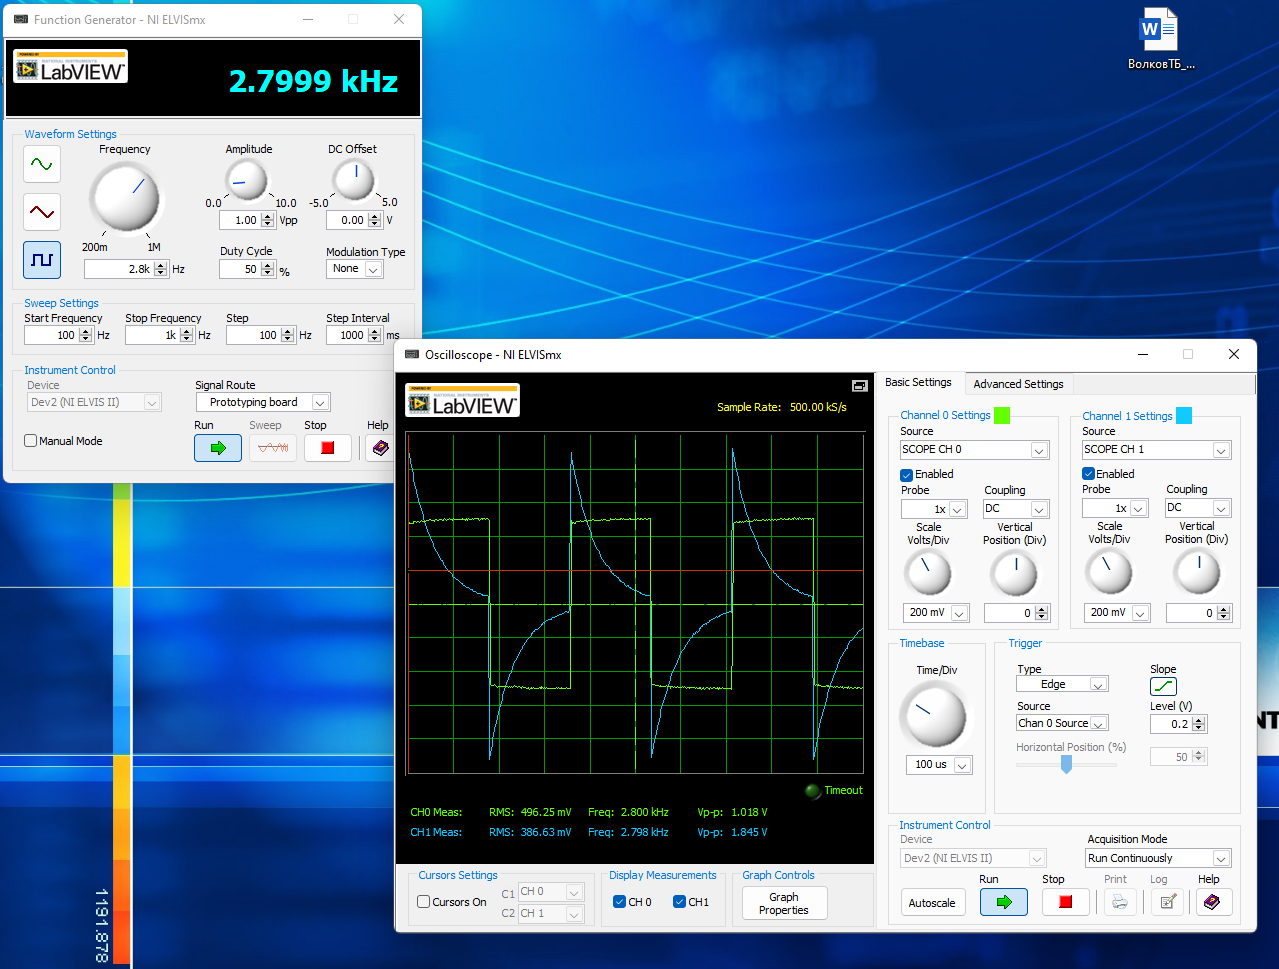 Function Generator - NI ELVISmx
POWERED BY
NATIONAL INSTRUMENTS
LabVIEW
2.7999 kHz
Waveform Settings
Frequency
Amplitude
DC Offset
0.0
10.0
-5.0
5.0
1.00
Vpp
0.00
V
200m
1M
2.8k
Hz
Duty Cycle
50
%
Modulation Type
None
Sweep Settings
Start Frequency
Stop Frequency
Step
Step Interval
100
Hz
1k
Hz
100
Hz
1000
ms
Instrument Control
Device
Dev2 (NI ELVIS II)
Signal Route
Prototyping board
Manual Mode
Run
Sweep
Stop
Help
W
ВолковТБ_...
Oscilloscope - NI ELVISmx
POWERED BY
NATIONAL INSTRUMENTS
LabVIEW
Sample Rate: 500.00 kS/s
Timeout
CH0 Meas: RMS: 496.25 mV Freq: 2.800 kHz Vp-p: 1.018 V
CH1 Meas: RMS: 386.63 mV Freq: 2.798 kHz Vp-p: 1.845 V
Cursors Settings
Cursors On
C1
CH 0
C2
CH 1
Display Measurements
CH 0
CH1
Graph Controls
Graph
Properties
Basic Settings
Advanced Settings
Channel 0 Settings
Source
SCOPE CH 0
Enabled
Probe
Coupling
1x
DC
Scale
Volts/Div
Vertical
Position (Div)
200 mV
0
Channel 1 Settings
Source
SCOPE CH 1
Enabled
Probe
Coupling
1x
DC
Scale
Volts/Div
Vertical
Position (Div)
200 mV
0
Timebase
Time/Div
100 us
Trigger
Type
Edge
Slope
Source
Chan 0 Source
Level (V)
0.2
Horizontal Position (%)
50
Instrument Control
Device
Dev2 (NI ELVIS II)
Acquisition Mode
Run Continuously
Autoscale
Run
Stop
Print
Log
Help
1191.878
NT